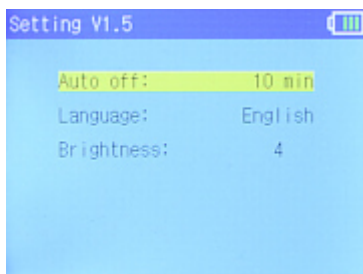 Setting V1.5
Auto off: 10 min
Language: English
Brightness: 4